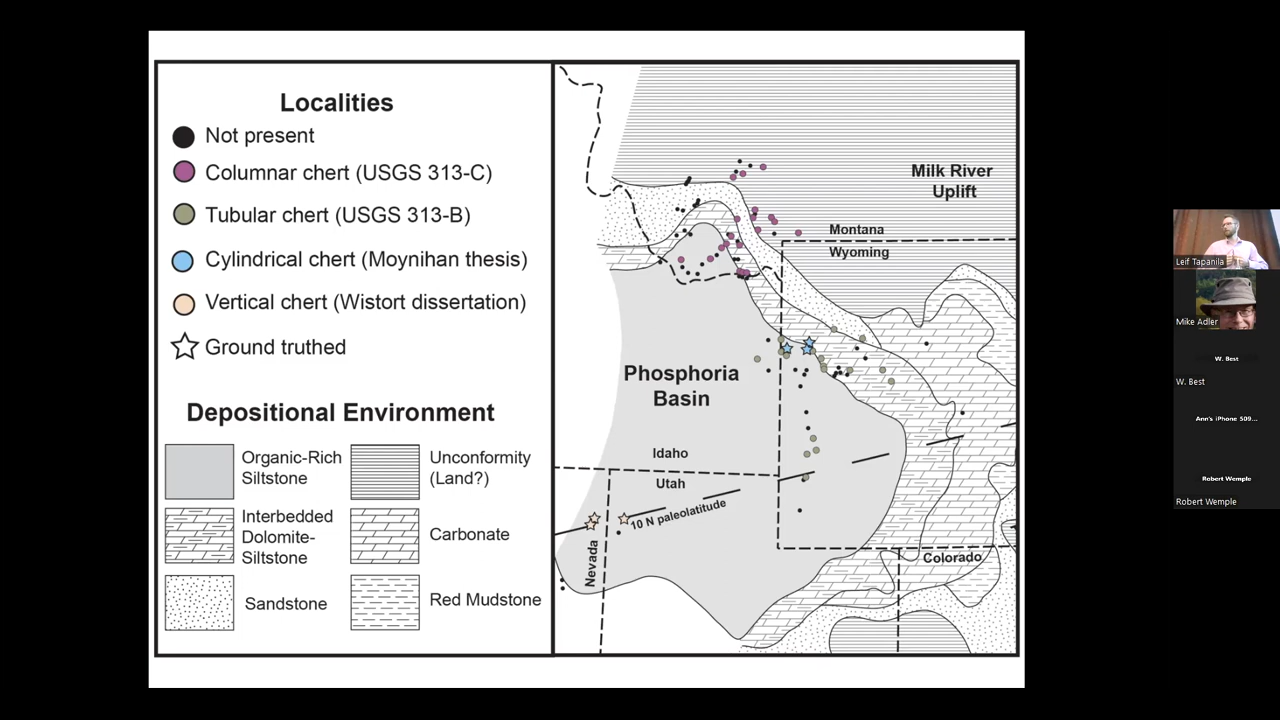 Localities
Not present
Columnar chert (USGS 313-C)
Tubular chert (USGS 313-B)
Cylindrical chert (Moynihan thesis)
Vertical chert (Wistort dissertation)
Ground truthed
Depositional Environment
Organic-Rich
Siltstone
Unconformity
(Land?)
Interbedded
Dolomite-
Siltstone
Carbonate
Sandstone
Red Mudstone
Milk River
Uplift
Montana
Wyoming
Phosphoria
Basin
Idaho
Utah
10 N paleolatitude
Nevada
Colorado
Leif Tapanila
Mike Adler
W. Best
W. Best
Ann's iPhone 509...
Robert Wemple
Robert Wemple